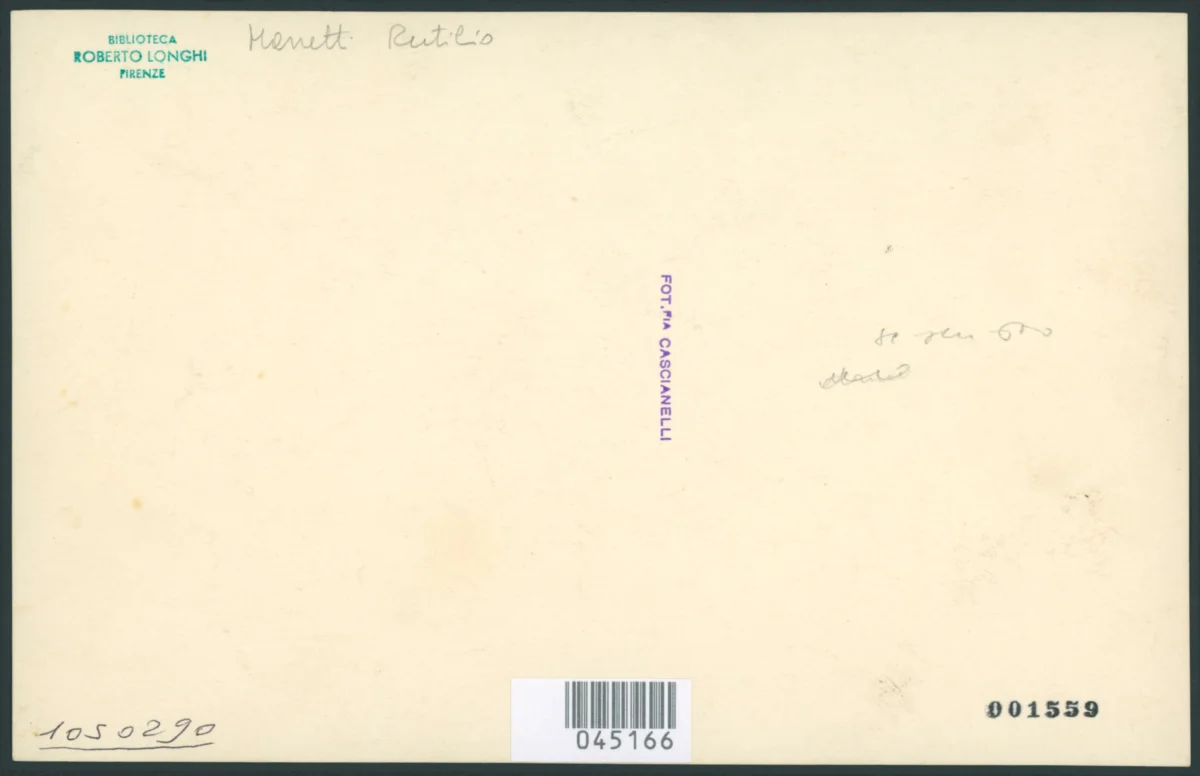 BIBLIOTECA
ROBERTO LONGHI
FIRENZE
Manetti Rutilio
FOT.FIA CASCIANELLI
1050290
045166
001559